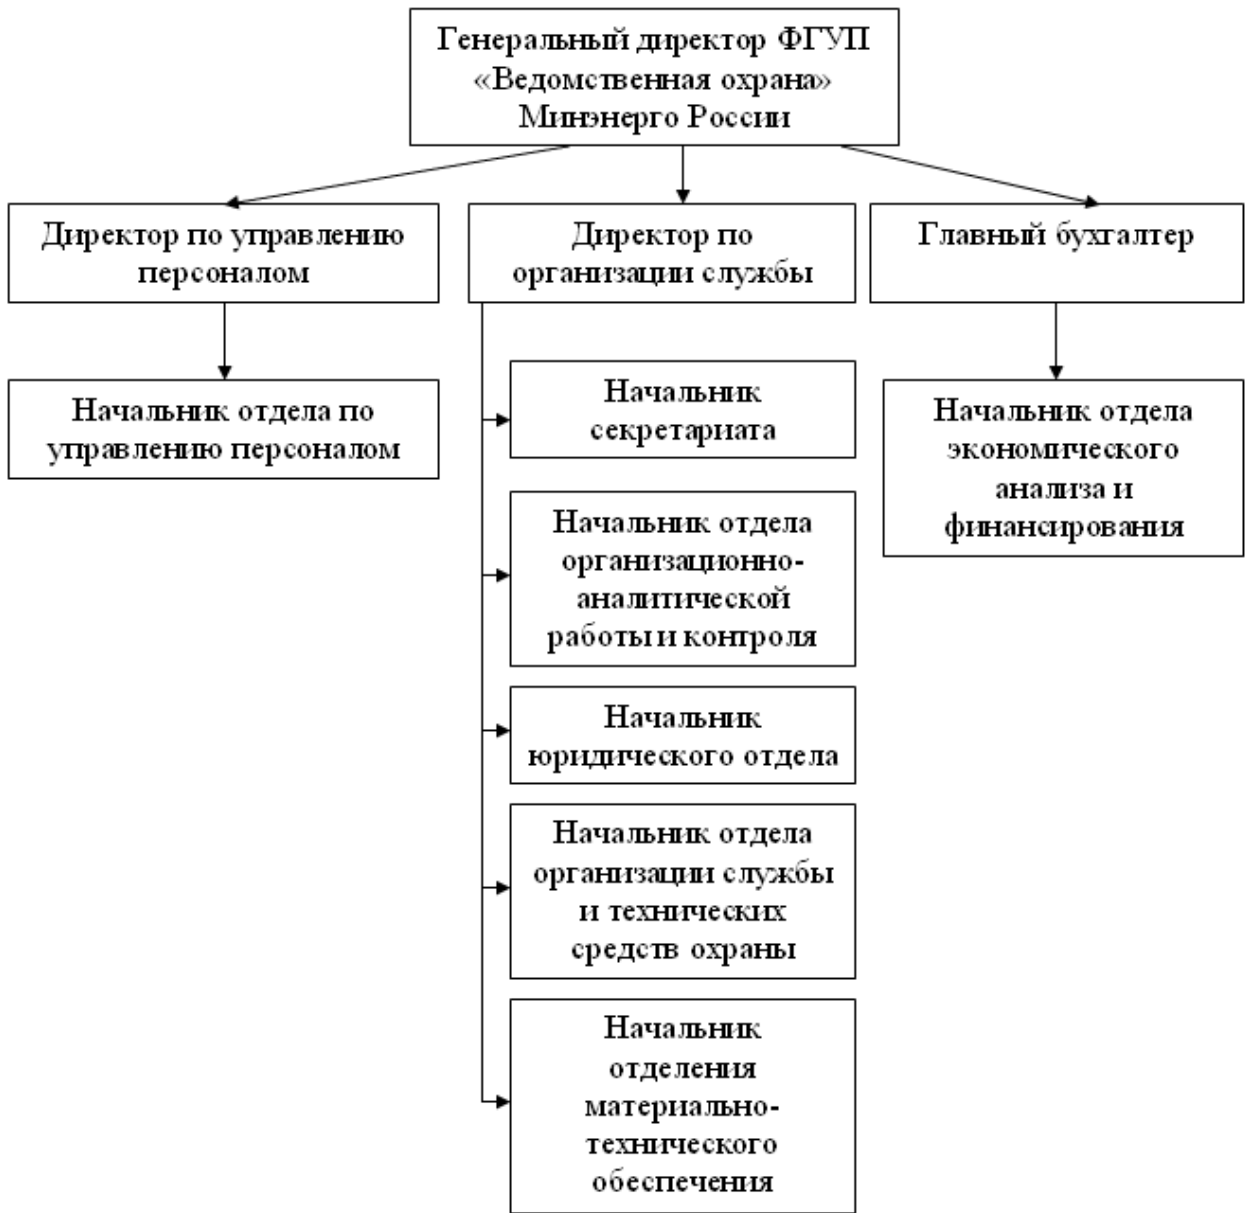 Генеральный директор ФГУП
«Ведомственная охрана»
Минэнерго России
Директор по управлению
персоналом
Директор по
организации службы
Главный бухгалтер
Начальник отдела по
управлению персоналом
Начальник
секретариата
Начальник отдела
организационно-
аналитической
работы и контроля
Начальник
юридического отдела
Начальник отдела
организации службы
и технических
средств охраны
Начальник
отделения
материально-
технического
обеспечения
Начальник отдела
экономического
анализа и
финансирования